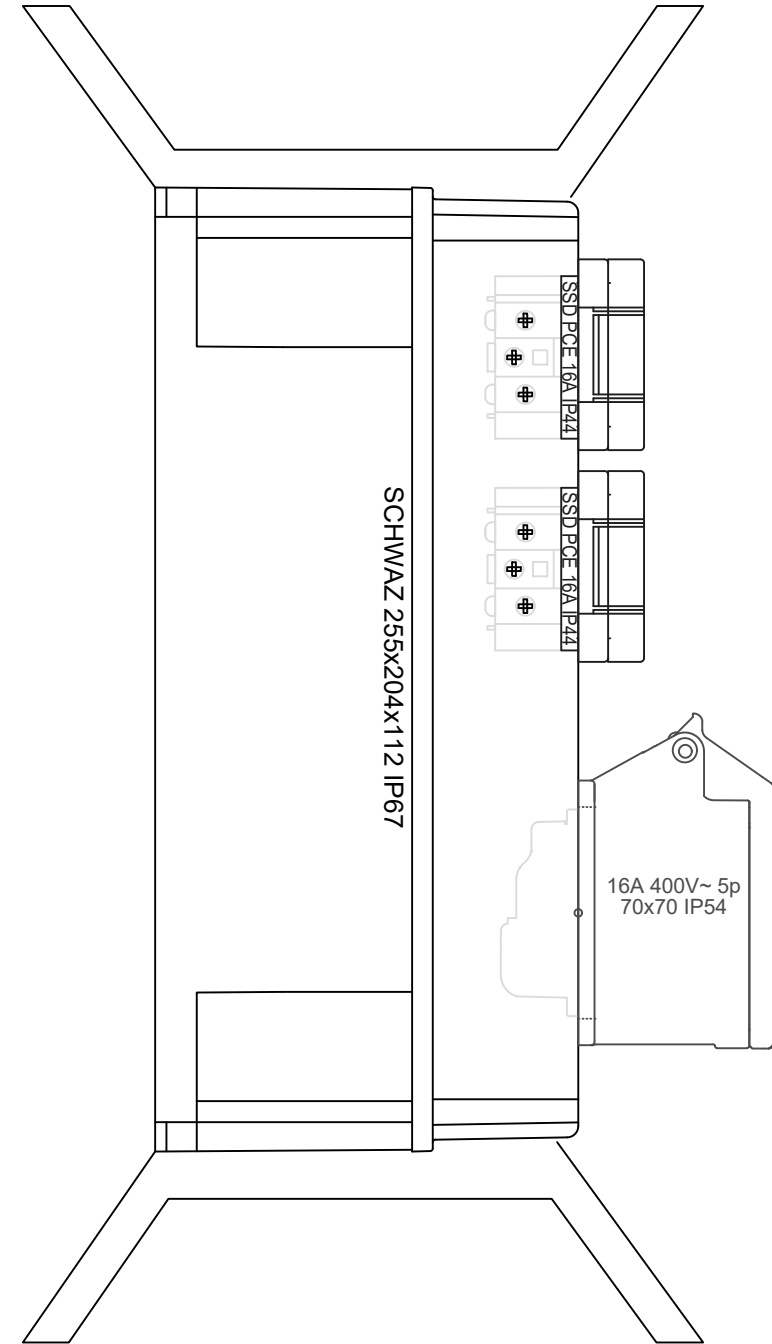 SSD PCE 16A IP44
SSD PCE 16A IP44
SCHWAZ 255x204x112 IP67
16A 400V~ 5p
70x70 IP54